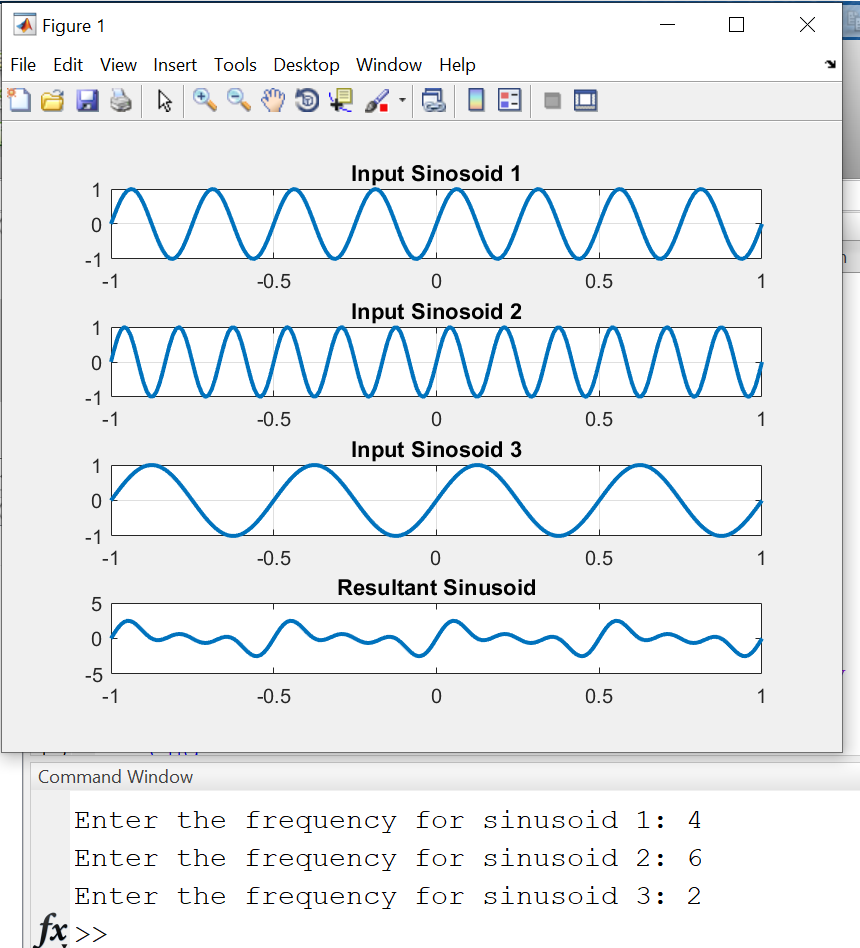 Figure 1
File Edit View Insert Tools Desktop Window Help
Input Sinosoid 1
1
0
-1
-1 -0.5 0 0.5 1
Input Sinosoid 2
1
0
-1
-1 -0.5 0 0.5 1
Input Sinosoid 3
1
0
-1
-1 -0.5 0 0.5 1
Resultant Sinusoid
5
0
-5
-1 -0.5 0 0.5 1
Command Window
Enter the frequency for sinusoid 1: 4
Enter the frequency for sinusoid 2: 6
Enter the frequency for sinusoid 3: 2
fx >>